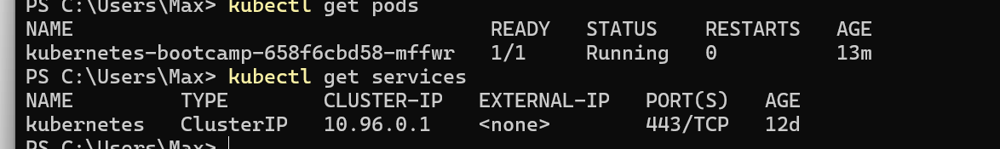 PS C:\Users\Max> kubectl get pods
NAME READY STATUS RESTARTS AGE
kubernetes-bootcamp-658f6cbd58-mffwr 1/1 Running 0 13m
PS C:\Users\Max> kubectl get services
NAME TYPE CLUSTER-IP EXTERNAL-IP PORT(S) AGE
kubernetes ClusterIP 10.96.0.1 <none> 443/TCP 12d
PS C:\Users\Max>